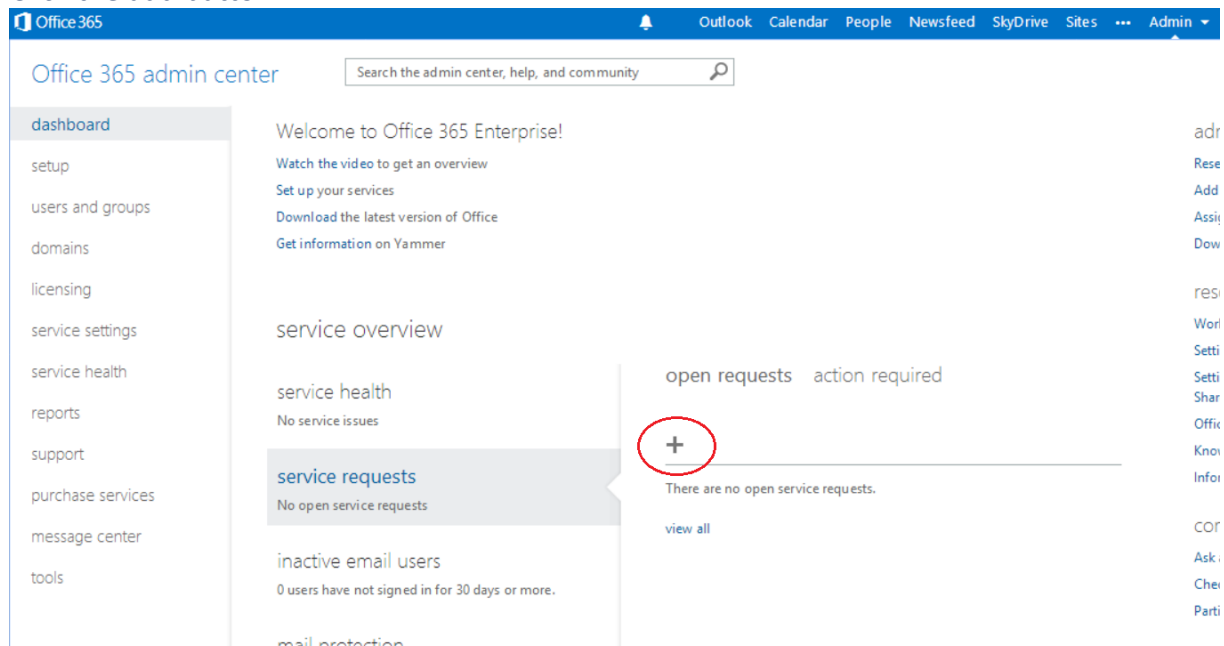 Office 365
Outlook Calendar People Newsfeed SkyDrive Sites ••• Admin
Office 365 admin center
Search the admin center, help, and community
dashboard
setup
users and groups
domains
licensing
service settings
service health
reports
support
purchase services
message center
tools
Welcome to Office 365 Enterprise!
Watch the video to get an overview
Set up your services
Download the latest version of Office
Get information on Yammer
service overview
service health
No service issues
service requests
No open service requests
inactive email users
0 users have not signed in for 30 days or more.
mail protection
open requests action required
+
There are no open service requests.
view all
Add
Ask